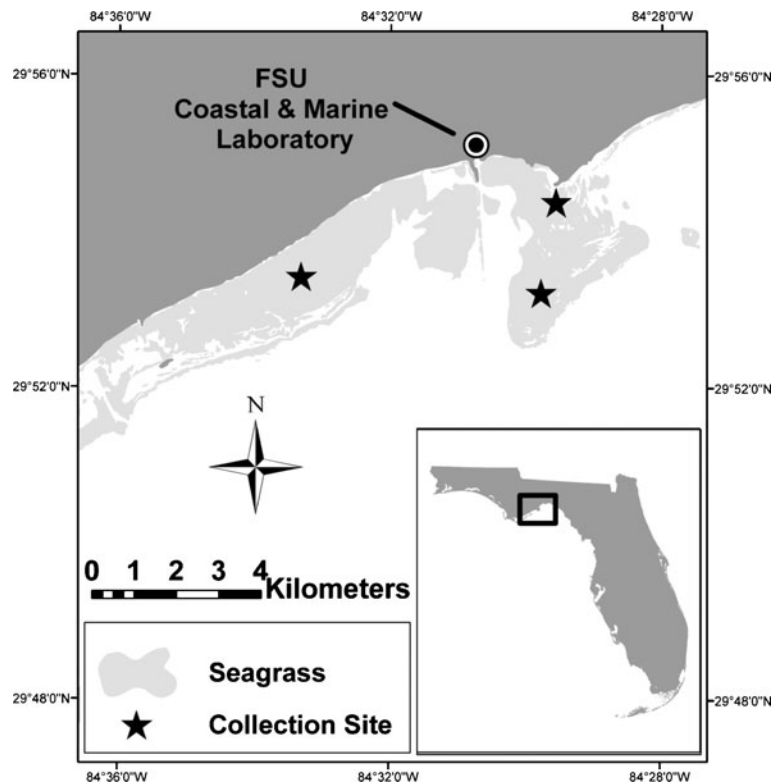 84°36'0"W 84°32'0"W 84°28'0"W
29°56'0"N 29°56'0"N
FSU
Coastal & Marine
Laboratory
29°52'0"N 29°52'0"N
N
0 1 2 3 4
Kilometers
Seagrass
Collection Site
29°48'0"N 29°48'0"N
84°36'0"W 84°32'0"W 84°28'0"W